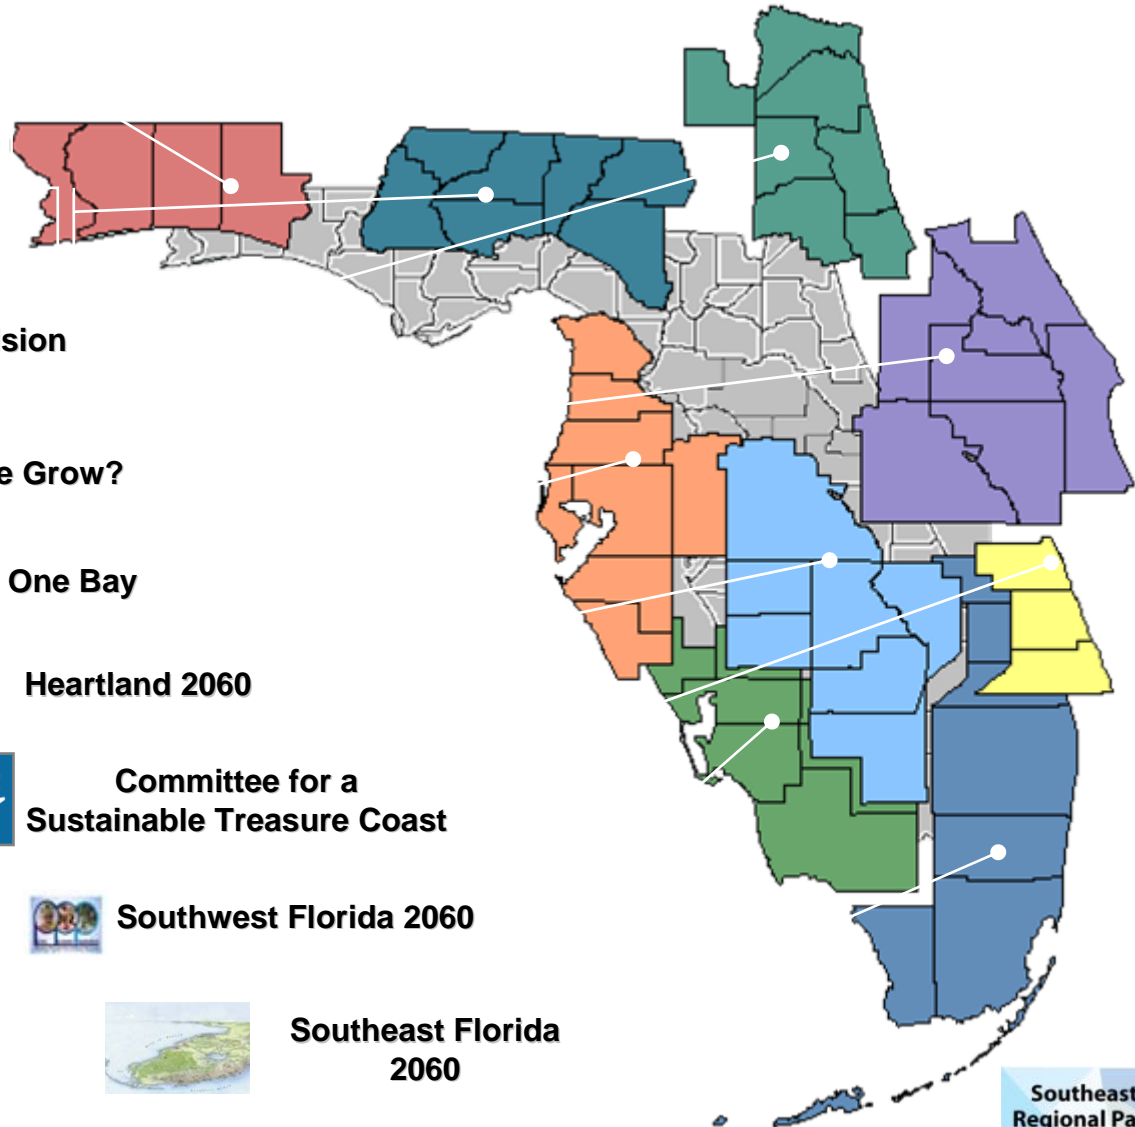 sion
e Grow?
One Bay
Heartland 2060
Committee for a
Sustainable Treasure Coast
Southwest Florida 2060
Southeast Florida
2060
Southeast
Regional Pa